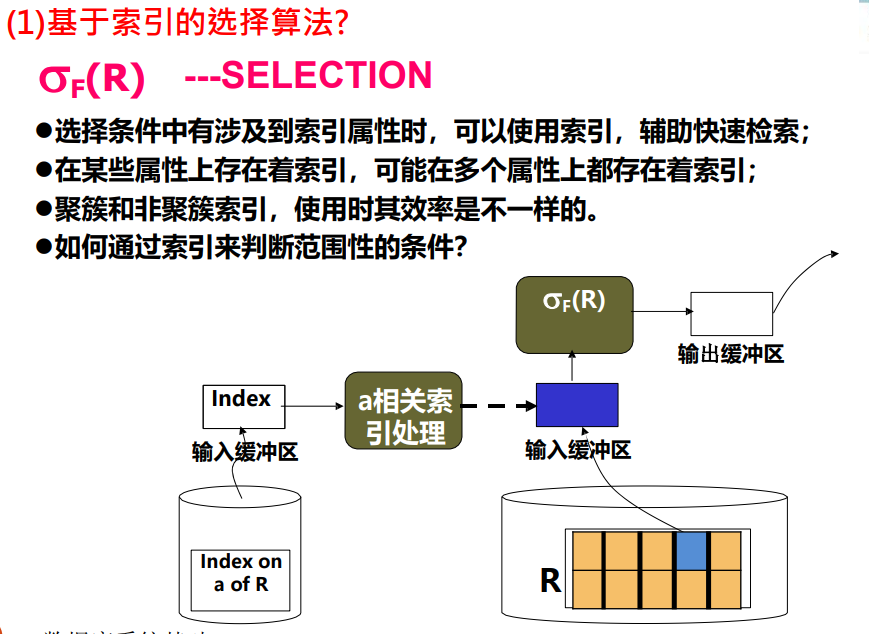 (1)基于索引的选择算法?
σF(R) ---SELECTION
●选择条件中有涉及到索引属性时，可以使用索引，辅助快速检索；
●在某些属性上存在着索引，可能在多个属性上都存在着索引；
●聚簇和非聚簇索引，使用时其效率是不一样的。
●如何通过索引来判断范围性的条件？
σF(R)
输出缓冲区
Index
a相关索
引处理
输入缓冲区
输入缓冲区
Index on
a of R
R